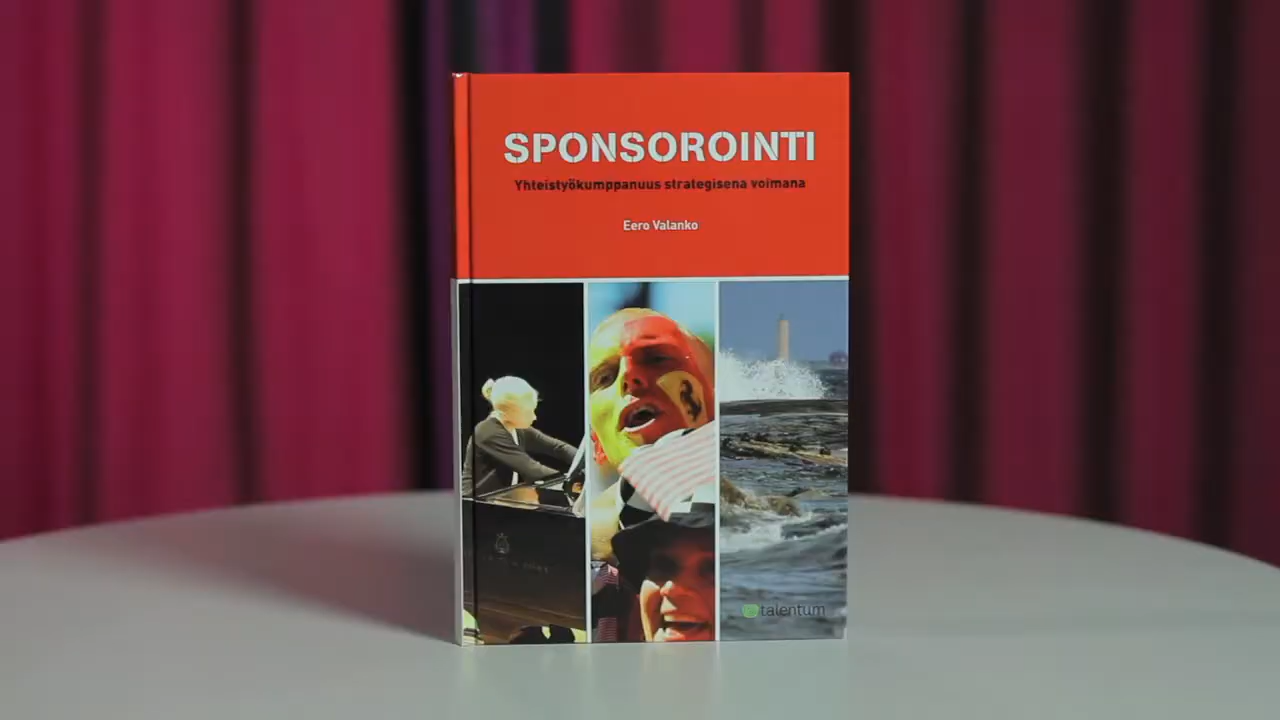 SPONSOROINTI
Yhteistyökumppanuus strategisena voimana
Eero Valanko
talentum